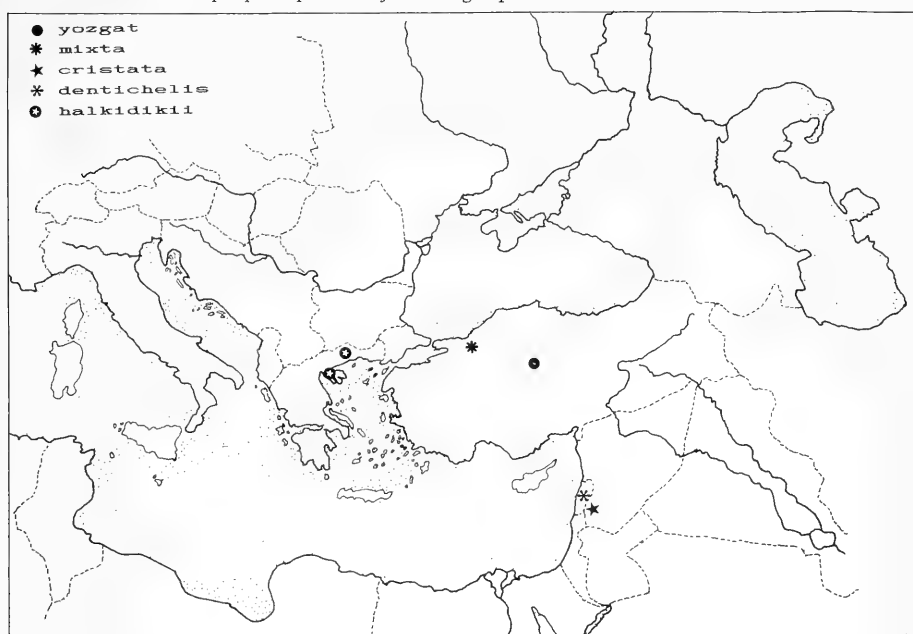 yozgat
mixta
cristata
dentichelis
halkidikii